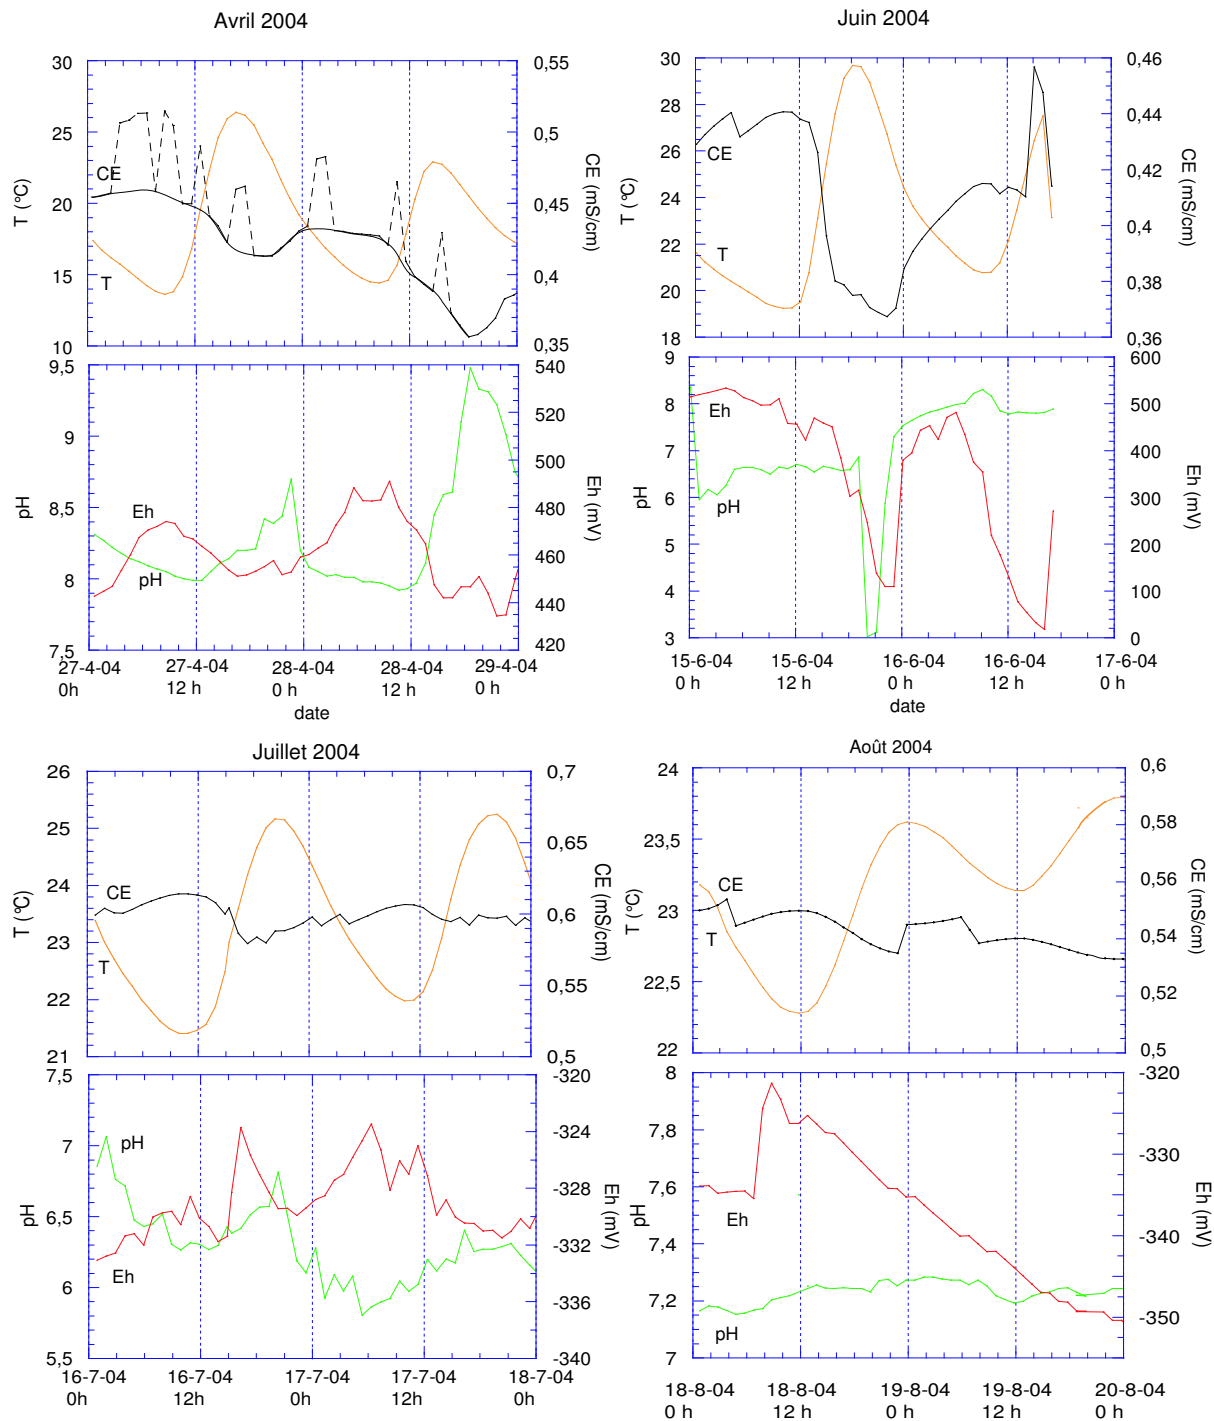 Avril 2004
30
25
20
15
10
T (°C)
CE
T
0,55
0,5
0,45
0,4
0,35
CE (mS/cm)
9,5
9
8,5
8
7,5
pH
Eh
pH
540
520
500
480
460
440
420
Eh (mV)
27-4-04 27-4-04 28-4-04 28-4-04 29-4-04
0h 12 h 0 h 12 h 0 h
date
Juin 2004
30
28
26
24
22
20
18
T (°C)
CE
T
0,46
0,44
0,42
0,4
0,38
0,36
CE (mS/cm)
9
8
7
6
5
4
3
pH
Eh
pH
600
500
400
300
200
100
0
Eh (mV)
15-6-04 15-6-04 16-6-04 16-6-04 17-6-04
0 h 12 h 0 h 12 h 0 h
date
Juillet 2004
26
25
24
23
22
21
T (°C)
CE
T
0,7
0,65
0,6
0,55
0,5
CE (mS/cm)
7,5
7
6,5
6
5,5
pH
pH
Eh
-320
-324
-328
-332
-336
-340
Eh (mV)
16-7-04 16-7-04 17-7-04 17-7-04 18-7-04
0h 12h 0h 12h 0h
Août 2004
24
23,5
23
22,5
22
T (°C)
CE
T
0,6
0,58
0,56
0,54
0,52
0,5
CE (mS/cm)
8
7,8
7,6
7,4
7,2
7
pH
Eh
pH
-320
-330
-340
-350
Eh (mV)
18-8-04 18-8-04 19-8-04 19-8-04 20-8-04
0 h 12 h 0 h 12 h 0 h